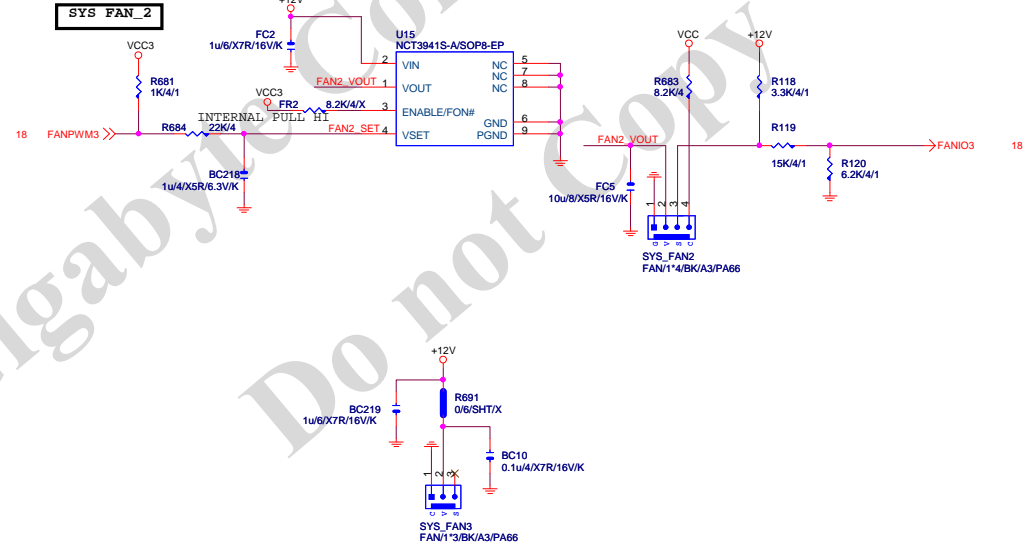 SYS FAN_2
+12V
FC2
1u/6/X7R/16V/K
U15
NCT3941S-A/SOP8-EP
VCC3
R681
1K/4/1
2 VIN
FAN2_VOUT 1 VOUT
VCC3
FR2 8.2K/4/X 3 ENABLE/FON#
INTERNAL PULL HI
FAN2_SET 4 VSET
NC 5
NC 7
NC 8
GND 6
PGND 9
18 FANPWM3
R684 22K/4
BC218
1u/4/X5R/6.3V/K
VCC
+12V
R683
8.2K/4
R118
3.3K/4/1
FAN2_VOUT
R119
15K/4/1
FANIO3 18
R120
6.2K/4/1
FC5
10u/8/X5R/16V/K
1 2 3 4
G V S C
SYS_FAN2
FAN/1*4/BK/A3/PA66
+12V
R691
0/6/SHT/X
BC219
1u/6/X7R/16V/K
BC10
0.1u/4/X7R/16V/K
1 2 3
C V S
SYS_FAN3
FAN/1*3/BK/A3/PA66
Do not Copy